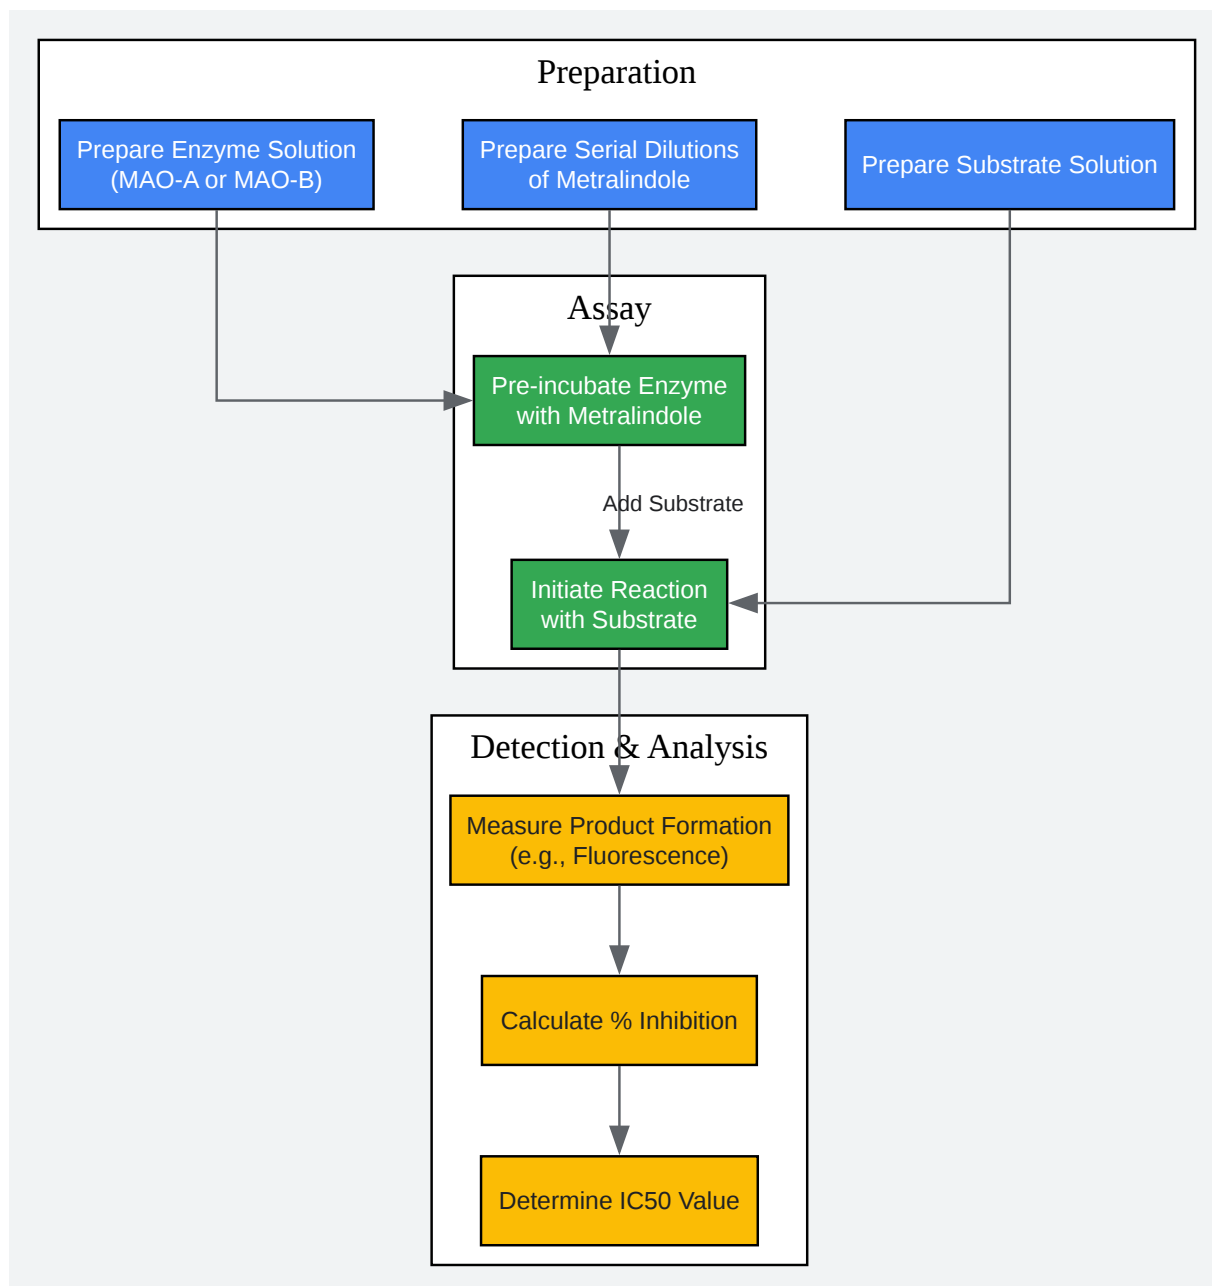 Preparation
Prepare Enzyme Solution
(MAO-A or MAO-B)
Prepare Serial Dilutions
of Metralindole
Prepare Substrate Solution
Assay
Pre-incubate Enzyme
with Metralindole
Add Substrate
Initiate Reaction
with Substrate
Detection & Analysis
Measure Product Formation
(e.g., Fluorescence)
Calculate % Inhibition
Determine IC50 Value